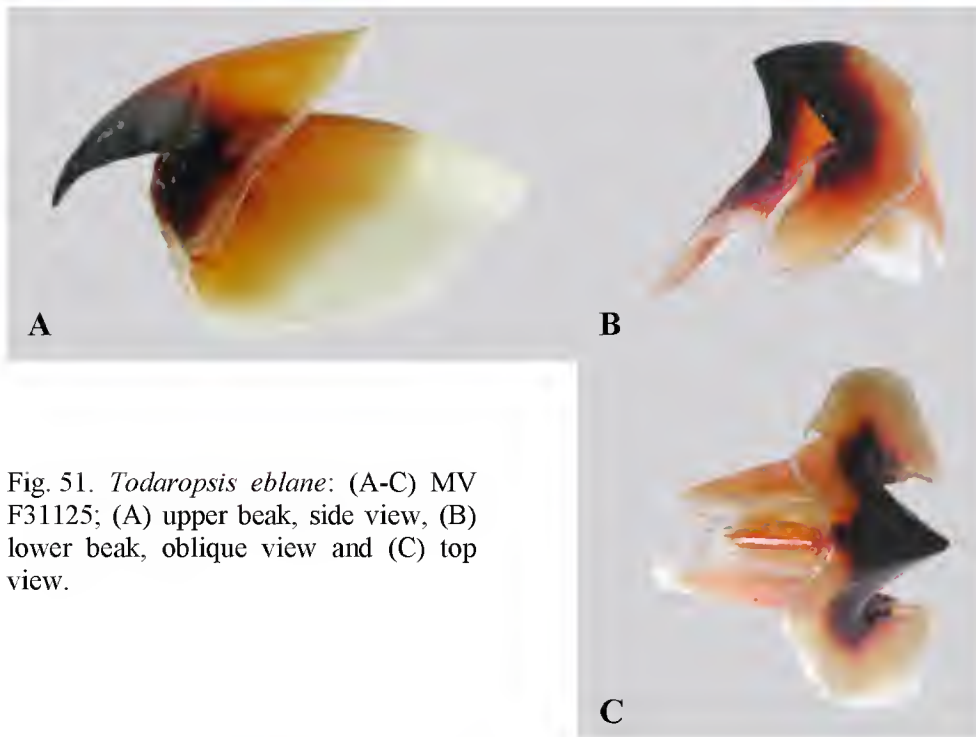 A
B
Fig. 51. Todaropsis eblane: (A-C) MV
F31125; (A) upper beak, side view, (B)
lower beak, oblique view and (C) top
view.
C